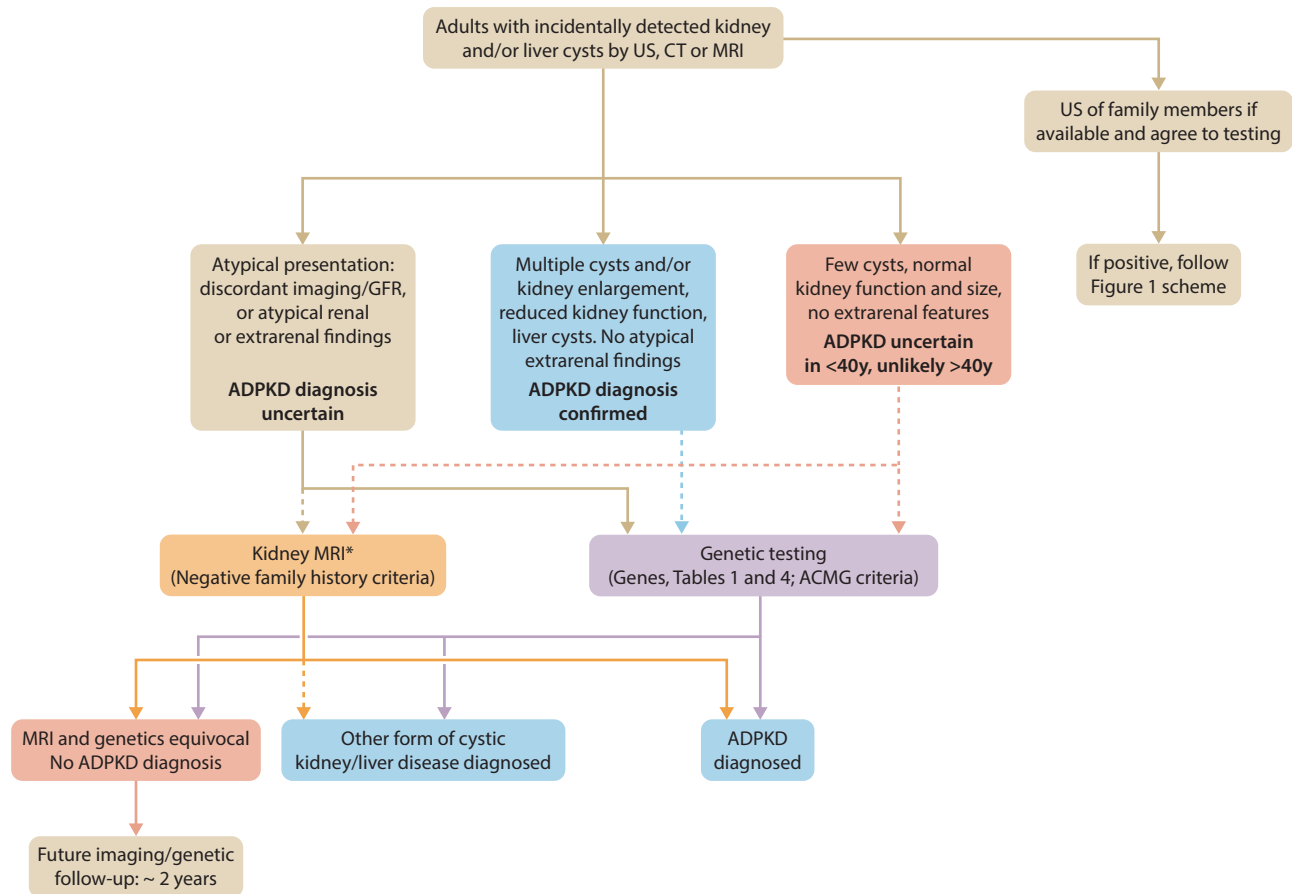 Adults with incidentally detected kidney
and/or liver cysts by US, CT or MRI
US of family members if
available and agree to testing
If positive, follow
Figure 1 scheme
Atypical presentation:
discordant imaging/GFR,
or atypical renal
or extrarenal findings
ADPKD diagnosis
uncertain
Multiple cysts and/or
kidney enlargement,
reduced kidney function,
liver cysts. No atypical
extrarenal findings
ADPKD diagnosis
confirmed
Few cysts, normal
kidney function and size,
no extrarenal features
ADPKD uncertain
in <40y, unlikely >40y
Kidney MRI*
(Negative family history criteria)
Genetic testing
(Genes, Tables 1 and 4; ACMG criteria)
MRI and genetics equivocal
No ADPKD diagnosis
Other form of cystic
kidney/liver disease diagnosed
ADPKD
diagnosed
Future imaging/genetic
follow-up: ~ 2 years